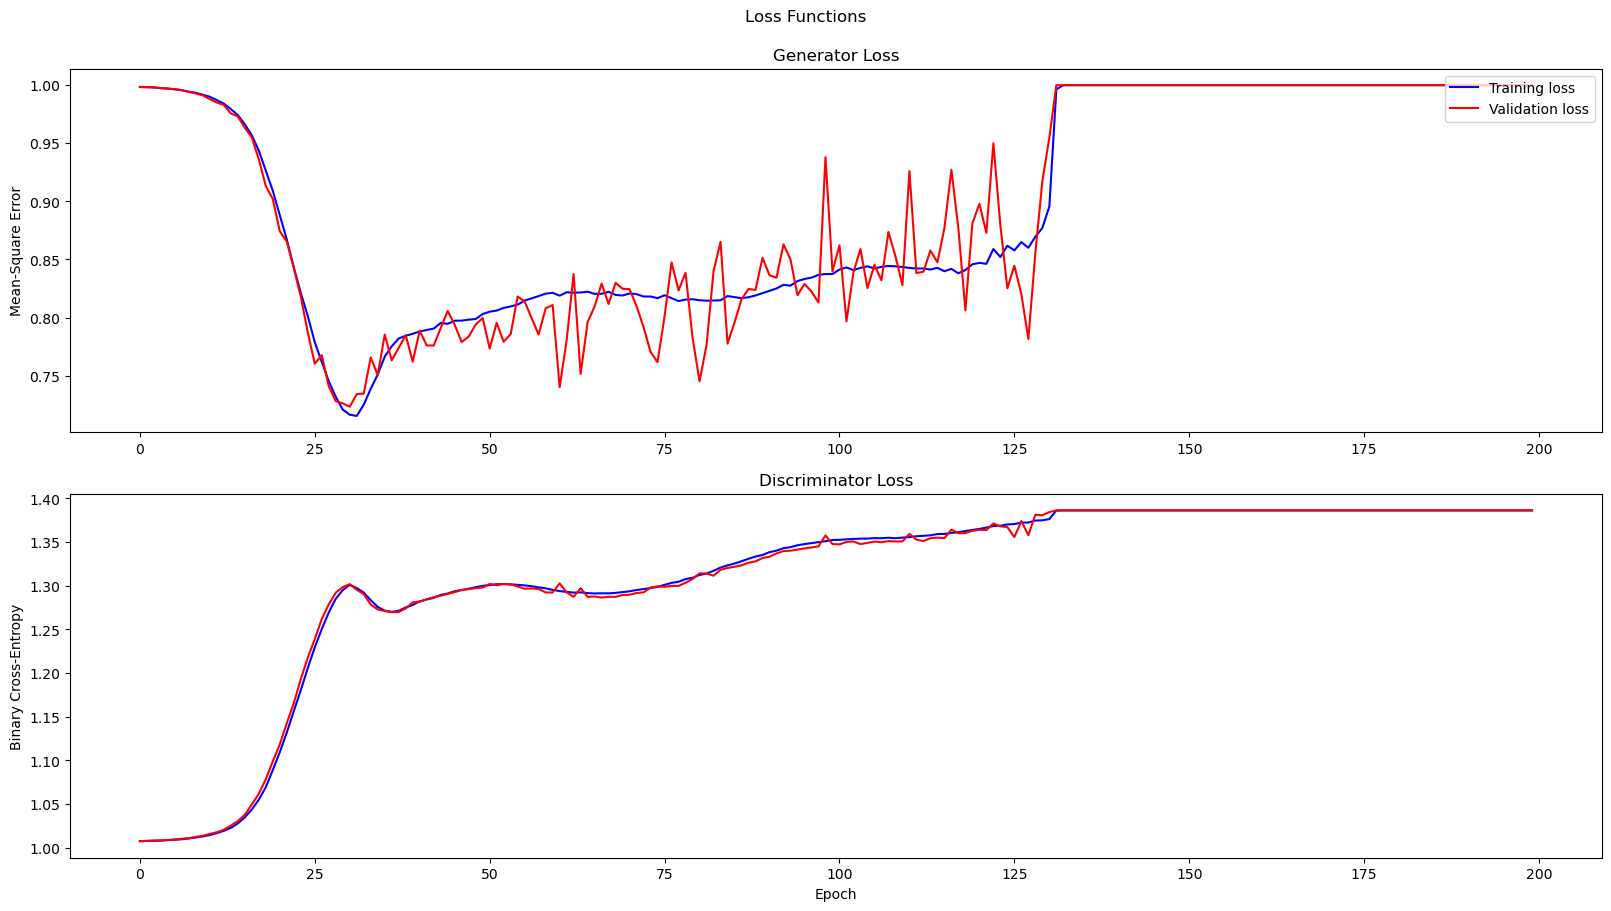 Loss Functions
Generator Loss
Mean-Square Error
1.00
0.95
0.90
0.85
0.80
0.75
Training loss
Validation loss
0 25 50 75 100 125 150 175 200
Discriminator Loss
Binary Cross-Entropy
1.40
1.35
1.30
1.25
1.20
1.15
1.10
1.05
1.00
0 25 50 75 100 125 150 175 200
Epoch